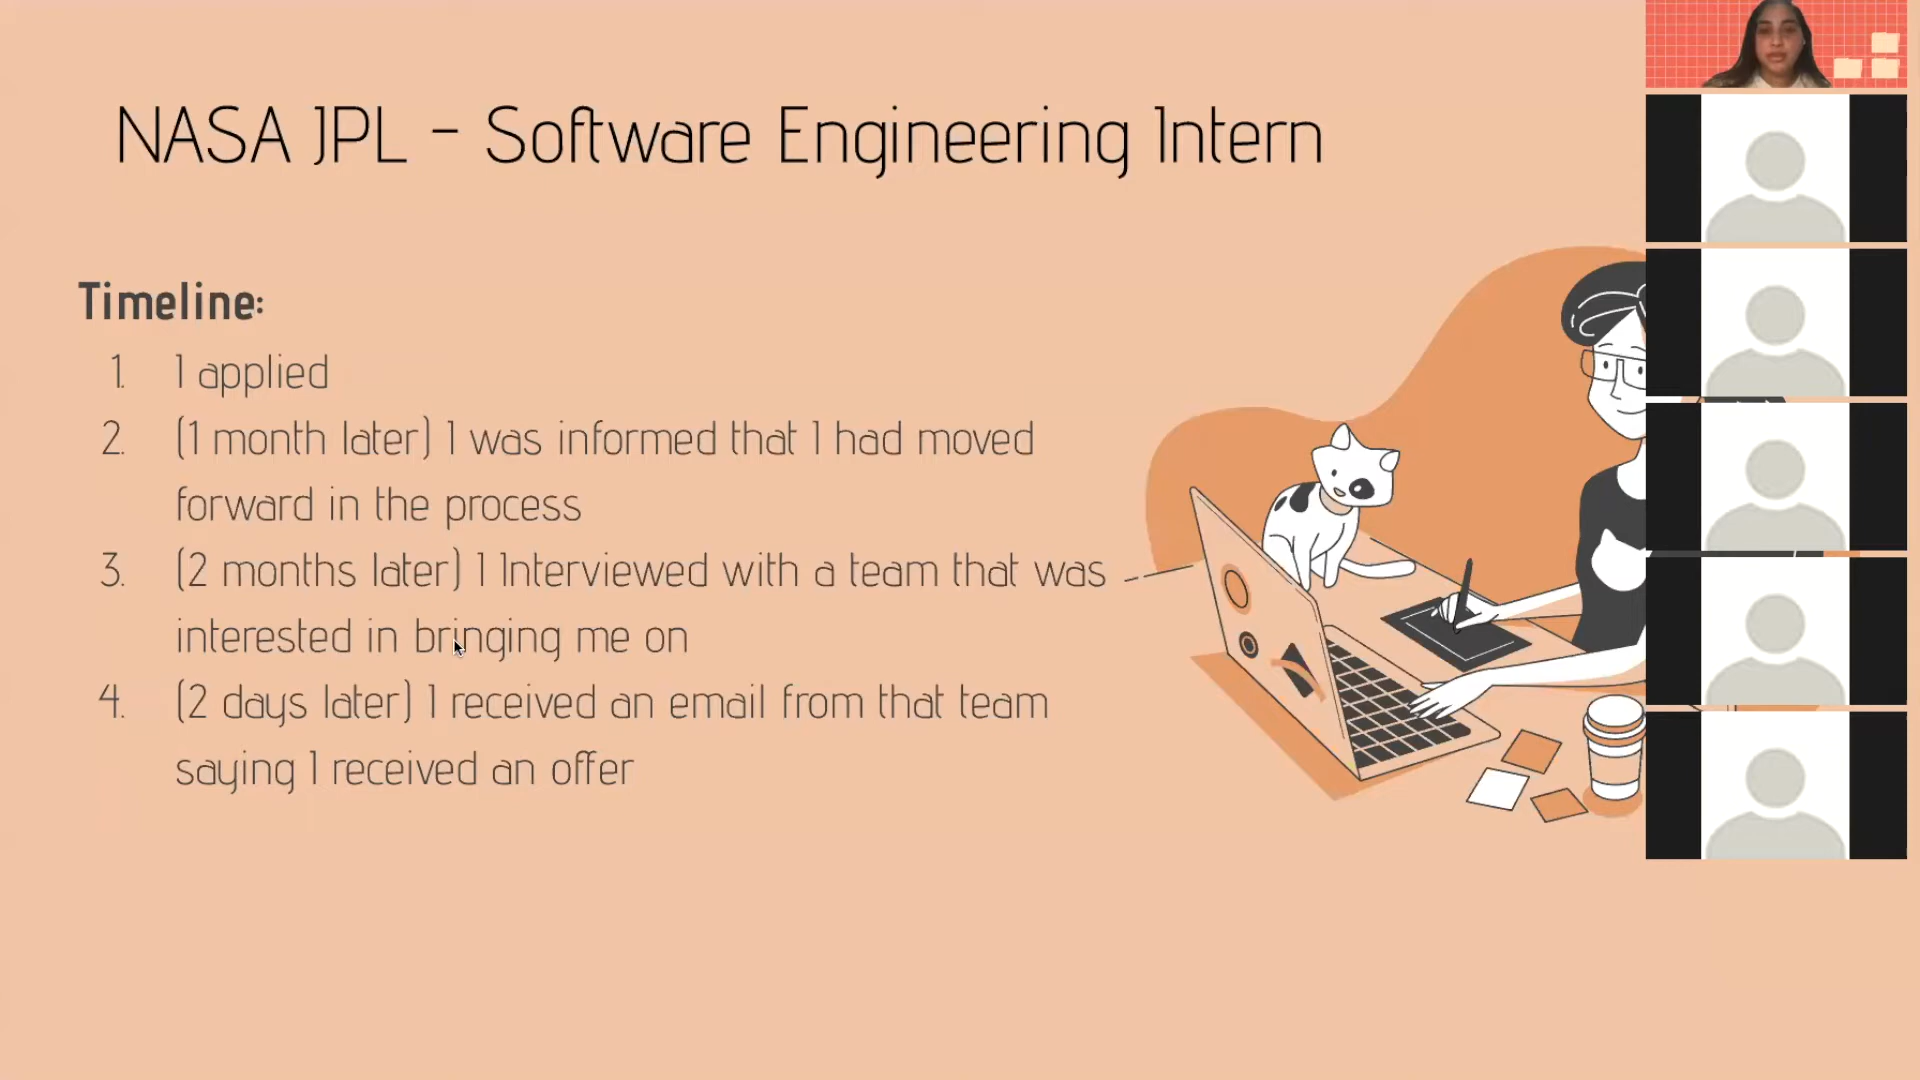 NASA JPL - Software Engineering Intern
Timeline:
1. I applied
2. (1 month later) I was informed that I had moved
forward in the process
3. (2 months later) I Interviewed with a team that was
interested in bringing me on
4. (2 days later) I received an email from that team
saying I received an offer